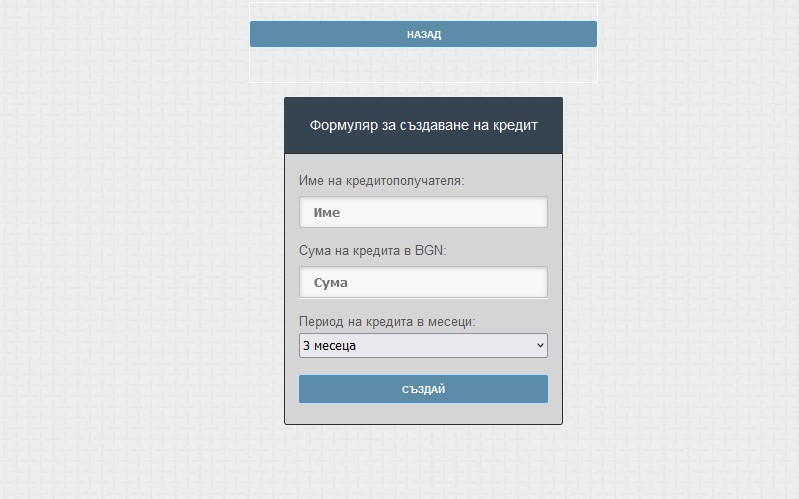 НАЗАД
Формуляр за създаване на кредит
Име на кредитополучателя:
Име
Сума на кредита в BGN:
Сума
Период на кредита в месеци:
3 месеца
СЪЗДАЙ